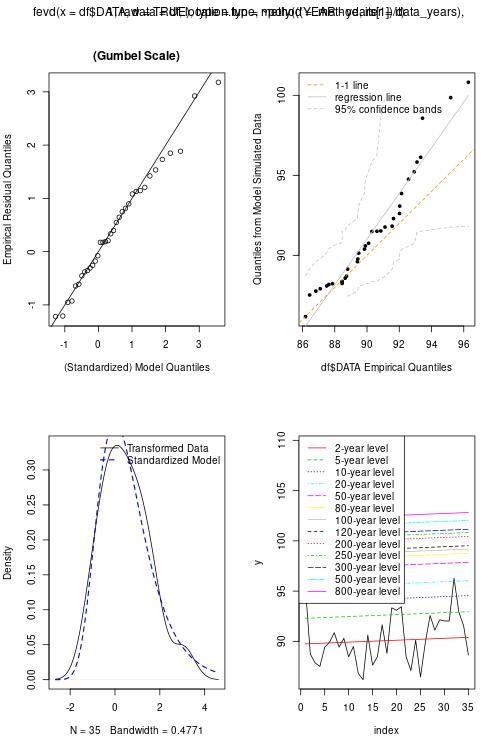 fevd(x = df$DATA
data_years),
(Gumbel Scale)
Empirical Residual Quantiles
3
2
1
0
-1
-1 0 1 2 3
(Standardized) Model Quantiles
Quantiles from Model Simulated Data
100
95
90
1-1 line
regression line
95% confidence bands
86 88 90 92 94 96
df$DATA Empirical Quantiles
Density
0.30
0.25
0.20
0.15
0.10
0.05
0.00
Transformed Data
Standardized Model
-2 0 2 4
N = 35 Bandwidth = 0.4771
y
110
105
100
95
90
2-year level
5-year level
10-year level
20-year level
50-year level
80-year level
100-year level
120-year level
200-year level
250-year level
300-year level
500-year level
800-year level
0 5 10 15 20 25 30 35
index